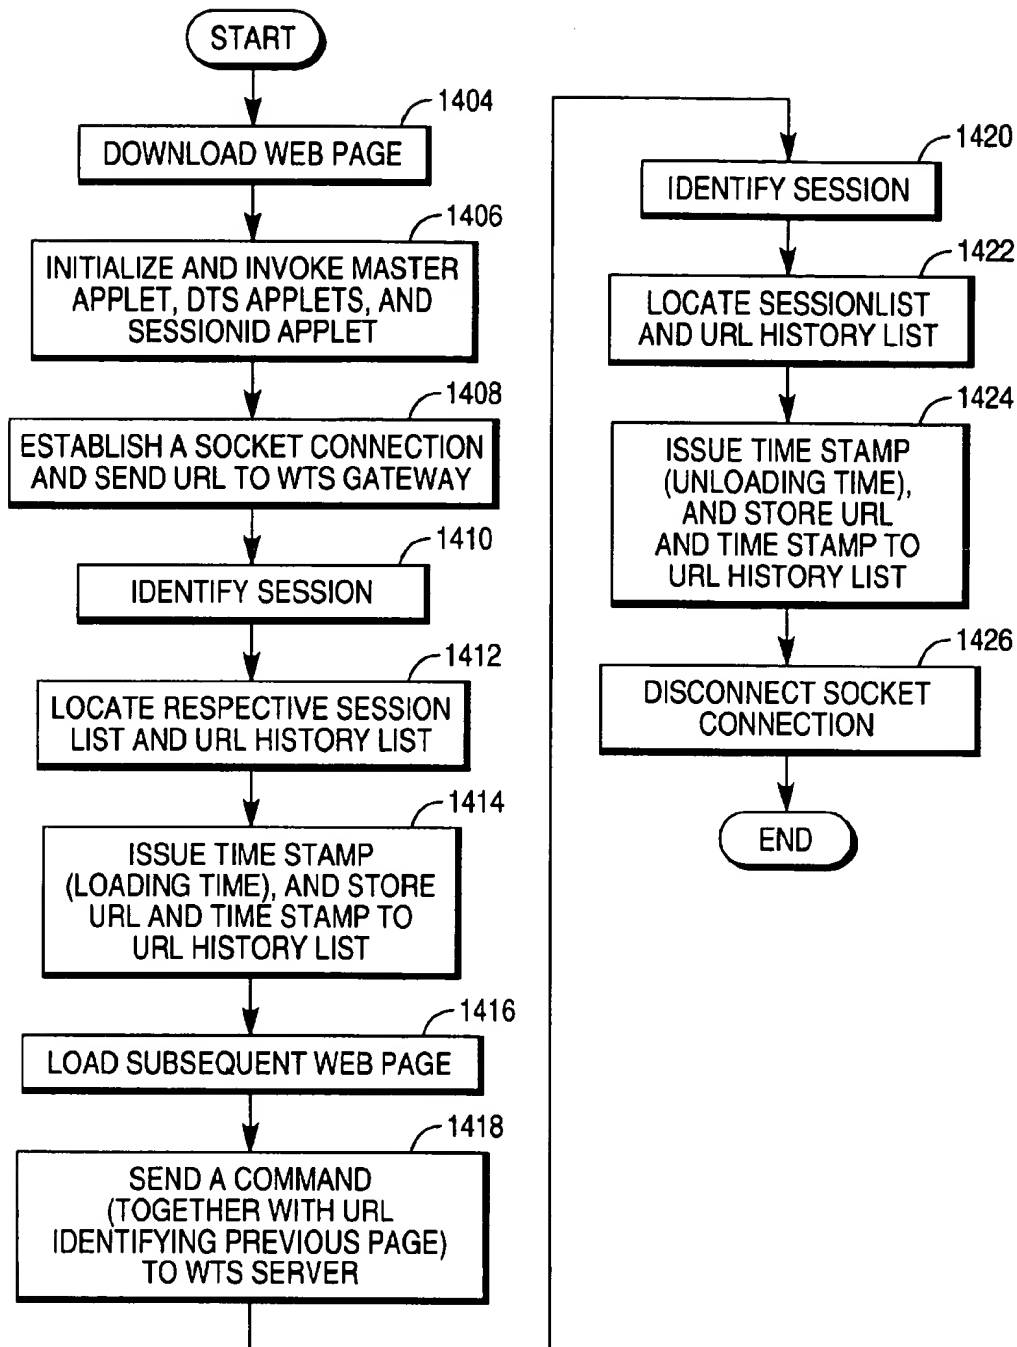 START
1404
DOWNLOAD WEB PAGE
1406
INITIALIZE AND INVOKE MASTER
APPLET, DTS APPLETS, AND
SESSIONID APPLET
1408
ESTABLISH A SOCKET CONNECTION
AND SEND URL TO WTS GATEWAY
1410
IDENTIFY SESSION
1412
LOCATE RESPECTIVE SESSION
LIST AND URL HISTORY LIST
1414
ISSUE TIME STAMP
(LOADING TIME), AND STORE
URL AND TIME STAMP TO
URL HISTORY LIST
1416
LOAD SUBSEQUENT WEB PAGE
1418
SEND A COMMAND
(TOGETHER WITH URL
IDENTIFYING PREVIOUS PAGE)
TO WTS SERVER
1420
IDENTIFY SESSION
1422
LOCATE SESSIONLIST
AND URL HISTORY LIST
1424
ISSUE TIME STAMP
(UNLOADING TIME),
AND STORE URL
AND TIME STAMP TO
URL HISTORY LIST
1426
DISCONNECT SOCKET
CONNECTION
END